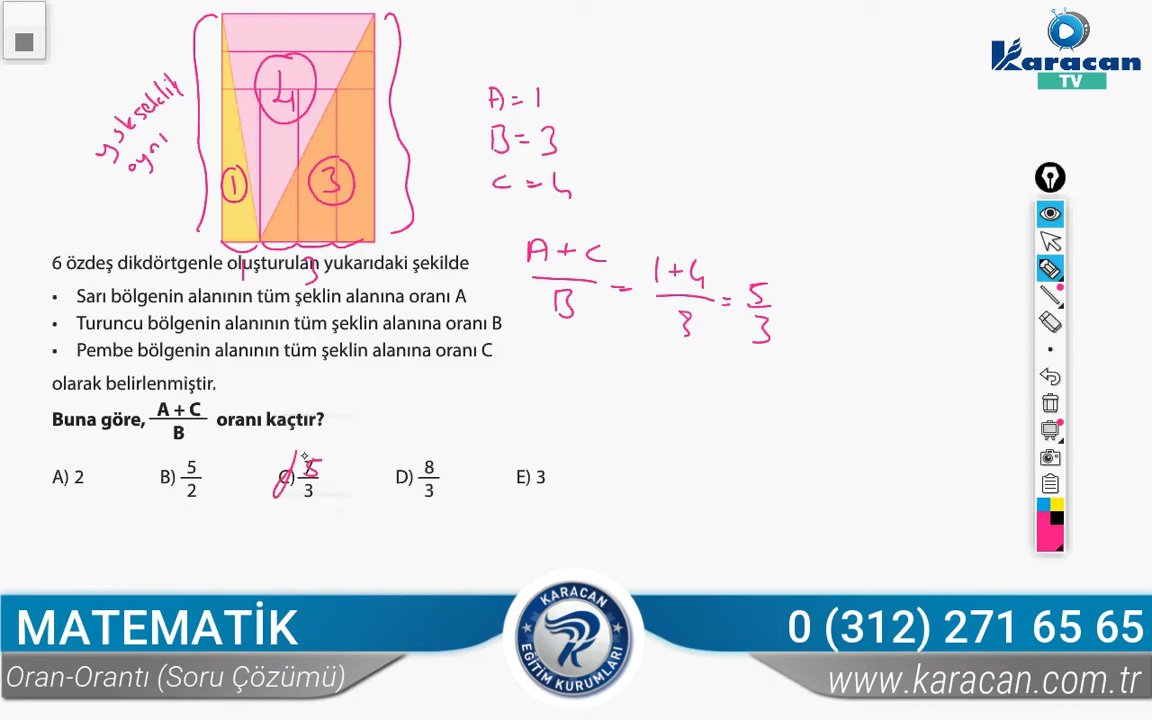 Karacan
TV
yükseklik
aynı
4
1
3
A = 1
B = 3
C = 4
1
3
A + C
B
=
1 + 4
3
=
5
3
6 özdeş dikdörtgenle oluşturulan yukarıdaki şekilde
• Sarı bölgenin alanının tüm şeklin alanına oranı A
• Turuncu bölgenin alanının tüm şeklin alanına oranı B
• Pembe bölgenin alanının tüm şeklin alanına oranı C
olarak belirlenmiştir.
Buna göre, A + C / B oranı kaçtır?
A) 2 B) 5/2 C) 5/3 D) 8/3 E) 3
MATEMATİK
Oran-Orantı (Soru Çözümü)
KARACAN
EĞİTİM KURUMLARI
0 (312) 271 65 65
www.karacan.com.tr